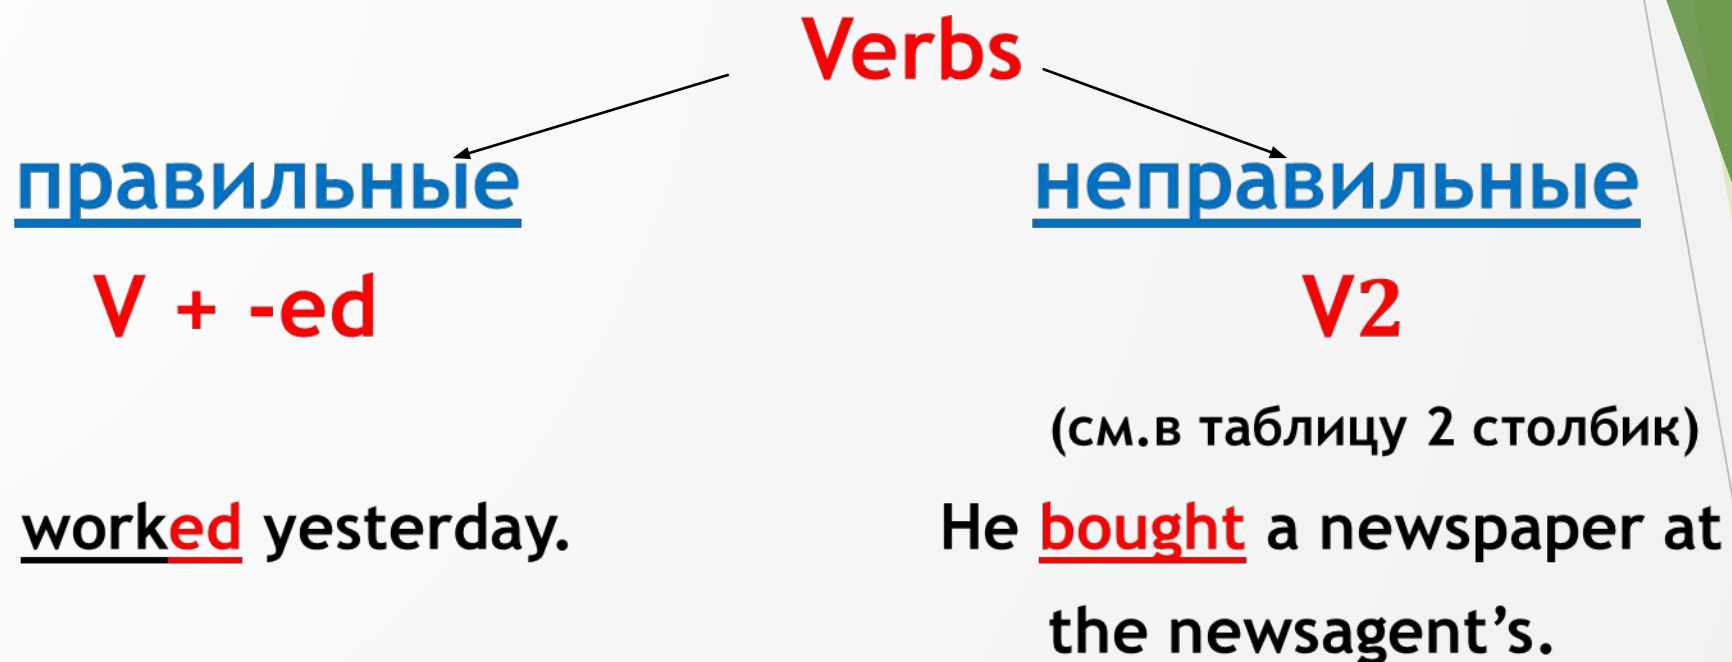 Verbs
правильные
V + -ed
worked yesterday.
неправильные
V2
(см.в таблицу 2 столбик)
He bought a newspaper at
the newsagent’s.